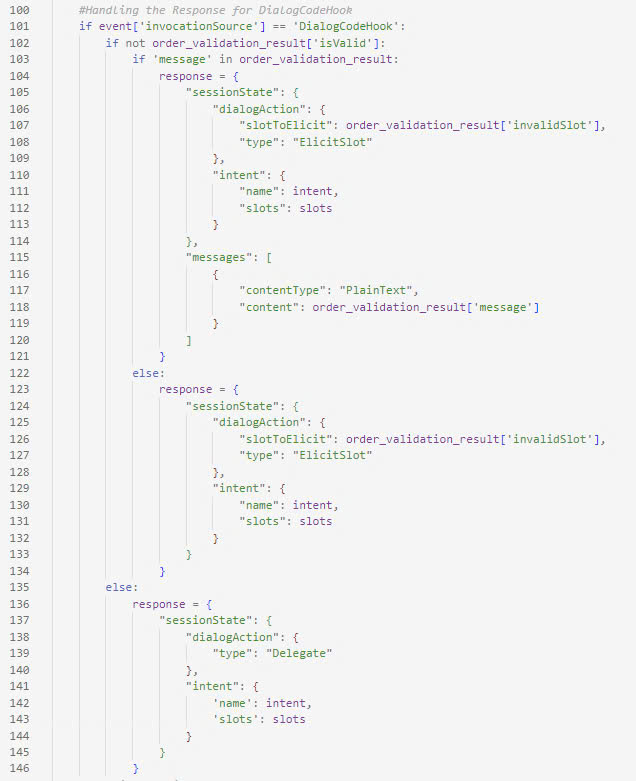 100 #Handling the Response for DialogCodeHook
101 if event['invocationSource'] == 'DialogCodeHook':
102     if not order_validation_result['isValid']:
103         if 'message' in order_validation_result:
104             response = {
105                 "sessionState": {
106                     "dialogAction": {
107                         "slotToElicit": order_validation_result['invalidSlot'],
108                         "type": "ElicitSlot"
109                     },
110                     "intent": {
111                         "name": intent,
112                         "slots": slots
113                     }
114                 },
115                 "messages": [
116                     {
117                         "contentType": "PlainText",
118                         "content": order_validation_result['message']
119                     }
120                 ]
121             }
122         else:
123             response = {
124                 "sessionState": {
125                     "dialogAction": {
126                         "slotToElicit": order_validation_result['invalidSlot'],
127                         "type": "ElicitSlot"
128                     },
129                     "intent": {
130                         "name": intent,
131                         "slots": slots
132                     }
133                 }
134             }
135     else:
136         response = {
137             "sessionState": {
138                 "dialogAction": {
139                     "type": "Delegate"
140                 },
141                 "intent": {
142                     'name': intent,
143                     'slots': slots
144                 }
145             }
146         }